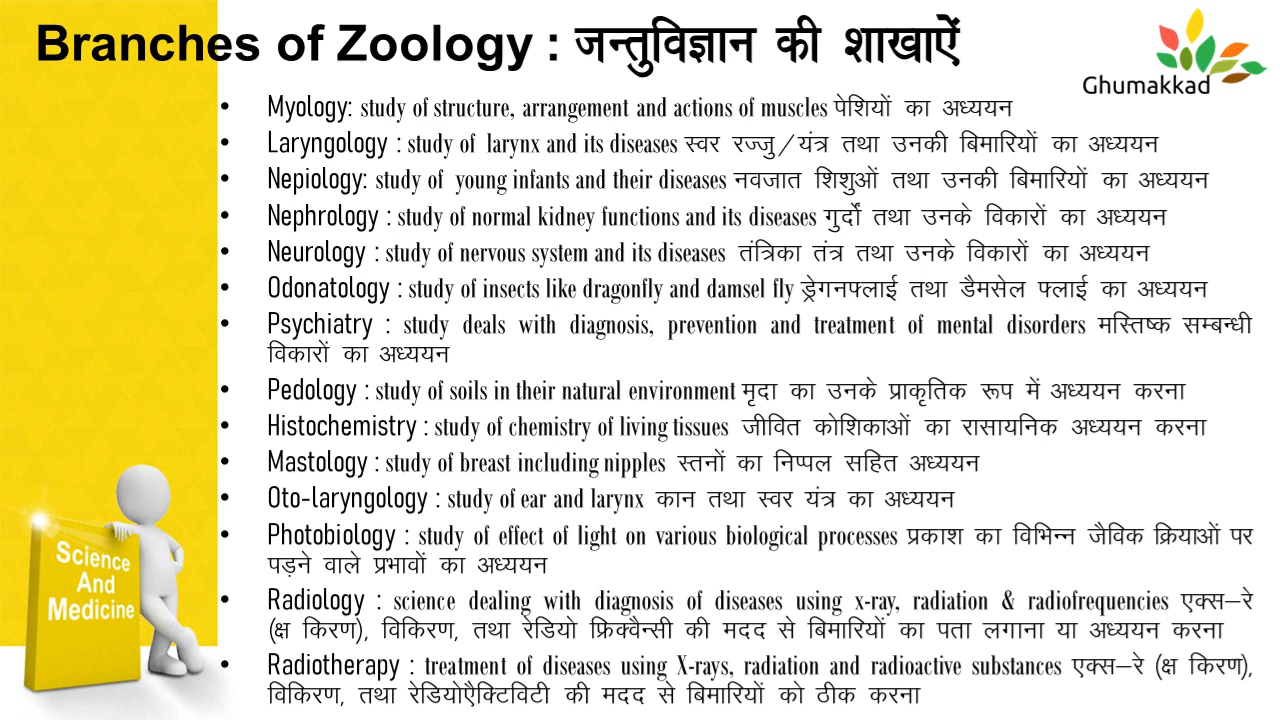 Branches of Zoology : जन्तुविज्ञान की शाखाऐं
Ghumakkad
• Myology: study of structure, arrangement and actions of muscles पेशियों का अध्ययन
• Laryngology : study of larynx and its diseases स्वर रज्जु/यंत्र तथा उनकी बिमारियों का अध्ययन
• Nepiology: study of young infants and their diseases नवजात शिशुओं तथा उनकी बिमारियों का अध्ययन
• Nephrology : study of normal kidney functions and its diseases गुर्दों तथा उनके विकारों का अध्ययन
• Neurology : study of nervous system and its diseases तंत्रिका तंत्र तथा उनके विकारों का अध्ययन
• Odonatology : study of insects like dragonfly and damsel fly ड्रेगनफ्लाई तथा डैमसेल फ्लाई का अध्ययन
• Psychiatry : study deals with diagnosis, prevention and treatment of mental disorders मस्तिष्क सम्बन्धी
विकारों का अध्ययन
• Pedology : study of soils in their natural environment मृदा का उनके प्राकृतिक रूप में अध्ययन करना
• Histochemistry : study of chemistry of living tissues जीवित कोशिकाओं का रासायनिक अध्ययन करना
• Mastology : study of breast including nipples स्तनों का निप्पल सहित अध्ययन
• Oto-laryngology : study of ear and larynx कान तथा स्वर यंत्र का अध्ययन
• Photobiology : study of effect of light on various biological processes प्रकाश का विभिन्न जैविक क्रियाओं पर
पड़ने वाले प्रभावों का अध्ययन
• Radiology : science dealing with diagnosis of diseases using x-ray, radiation & radiofrequencies एक्स–रे
(क्ष किरण), विकिरण, तथा रेडियो फ्रिक्वैन्सी की मदद से बिमारियों का पता लगाना या अध्ययन करना
• Radiotherapy : treatment of diseases using X-rays, radiation and radioactive substances एक्स–रे (क्ष किरण),
विकिरण, तथा रेडियोऐक्टिविटी की मदद से बिमारियों को ठीक करना
Science
And
Medicine